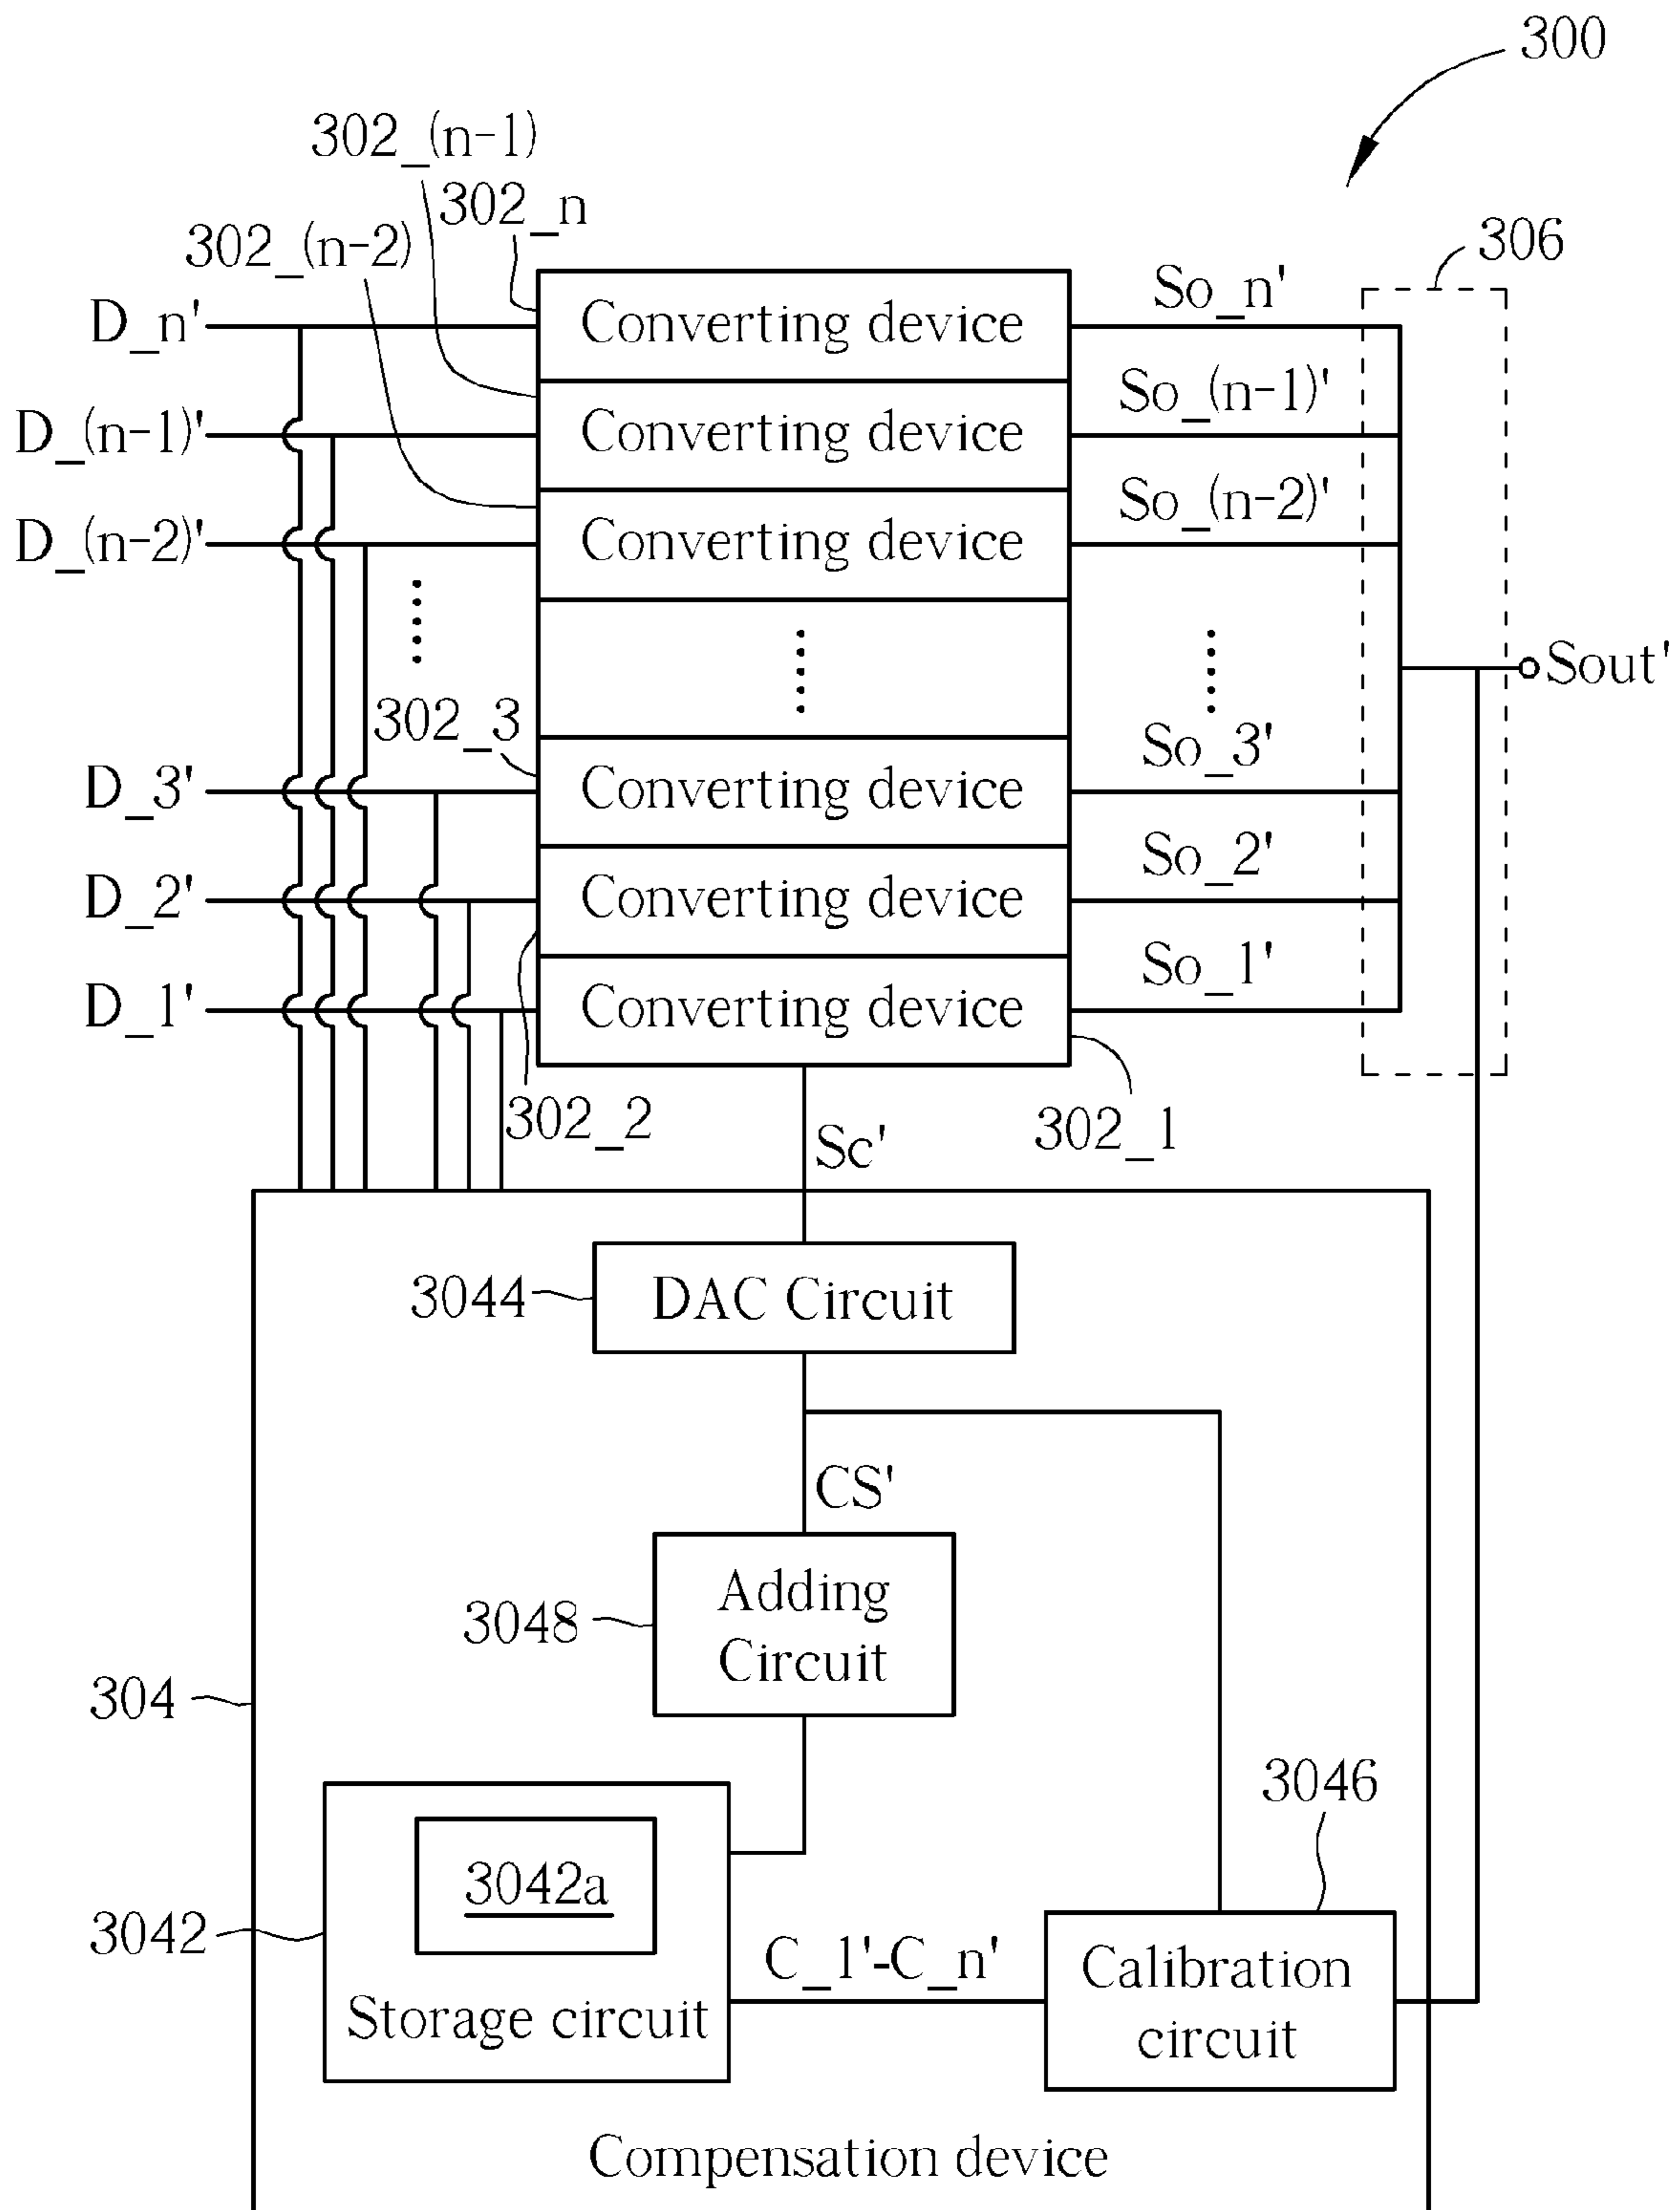 300
302_(n-1)
302_n
302_(n-2)
306
D_n'
Converting device
So_n'
D_(n-1)'
Converting device
So_(n-1)'
D_(n-2)'
Converting device
So_(n-2)'
Sout'
302_3
D_3'
Converting device
So_3'
D_2'
Converting device
So_2'
D_1'
Converting device
So_1'
302_2
302_1
Sc'
3044
DAC Circuit
CS'
3048
Adding
Circuit
304
3046
3042a
3042
Storage circuit
C_1'-C_n'
Calibration
circuit
Compensation device